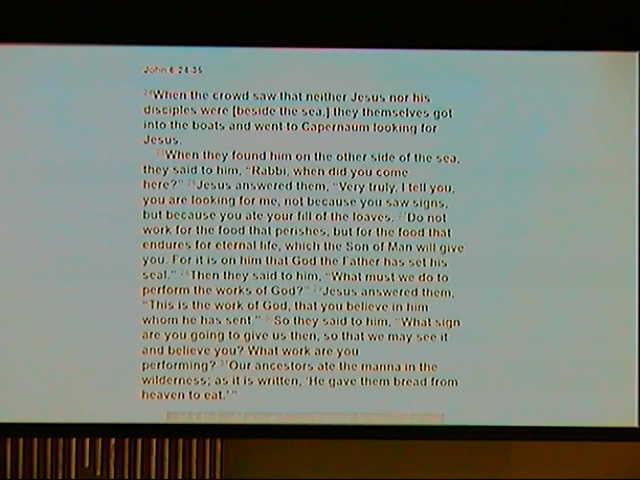 John 6:24-35
24When the crowd saw that neither Jesus nor his
disciples were [beside the sea,] they themselves got
into the boats and went to Capernaum looking for
Jesus.
25When they found him on the other side of the sea,
they said to him, “Rabbi, when did you come
here?” 26Jesus answered them, “Very truly, I tell you,
you are looking for me, not because you saw signs,
but because you ate your fill of the loaves. 27Do not
work for the food that perishes, but for the food that
endures for eternal life, which the Son of Man will give
you. For it is on him that God the Father has set his
seal.” 28Then they said to him, “What must we do to
perform the works of God?” 29Jesus answered them,
“This is the work of God, that you believe in him
whom he has sent.” 30So they said to him, “What sign
are you going to give us then, so that we may see it
and believe you? What work are you
performing? 31Our ancestors ate the manna in the
wilderness; as it is written, ‘He gave them bread from
heaven to eat.’”